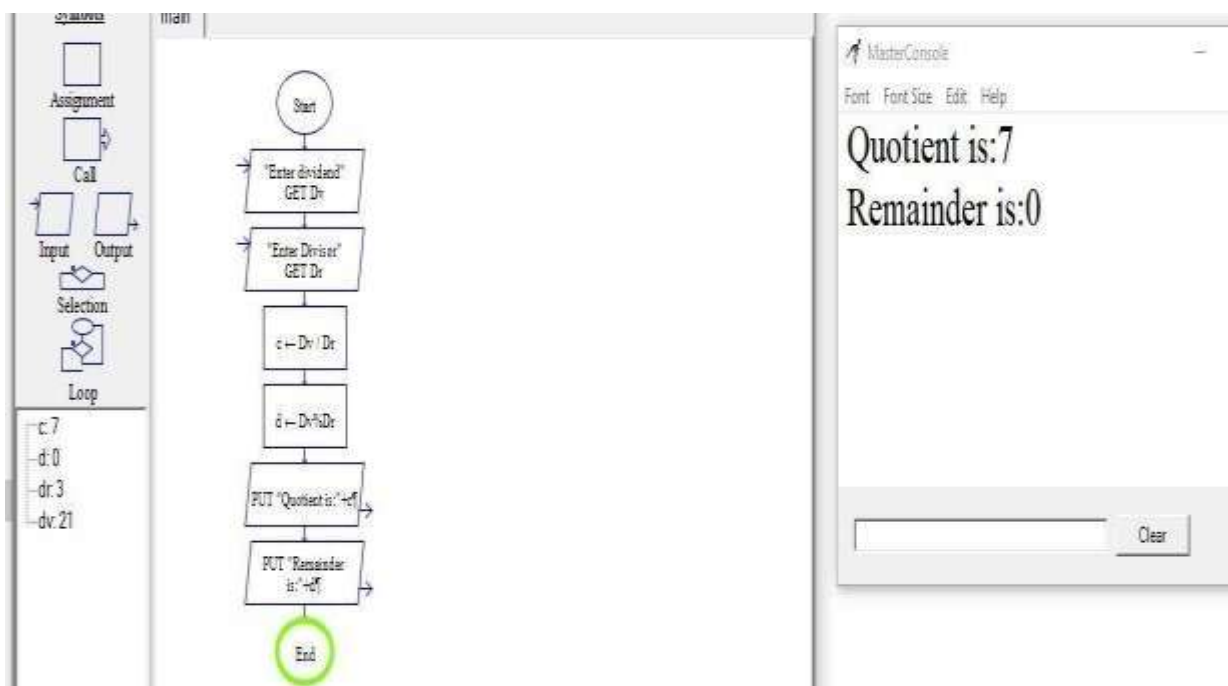 Symbols
main
Assignment
Call
Input Output
Selection
Loop
c: 7
d: 0
dr: 3
dv: 21
Start
"Enter dividend"
GET Dv
"Enter Divisor"
GET Dr
c ← Dv / Dr
d ← Dv%Dr
PUT "Quotient is:"+c¶
PUT "Remainder
is:"+d¶
End
MasterConsole
Font Font Size Edit Help
Quotient is:7
Remainder is:0
Clear